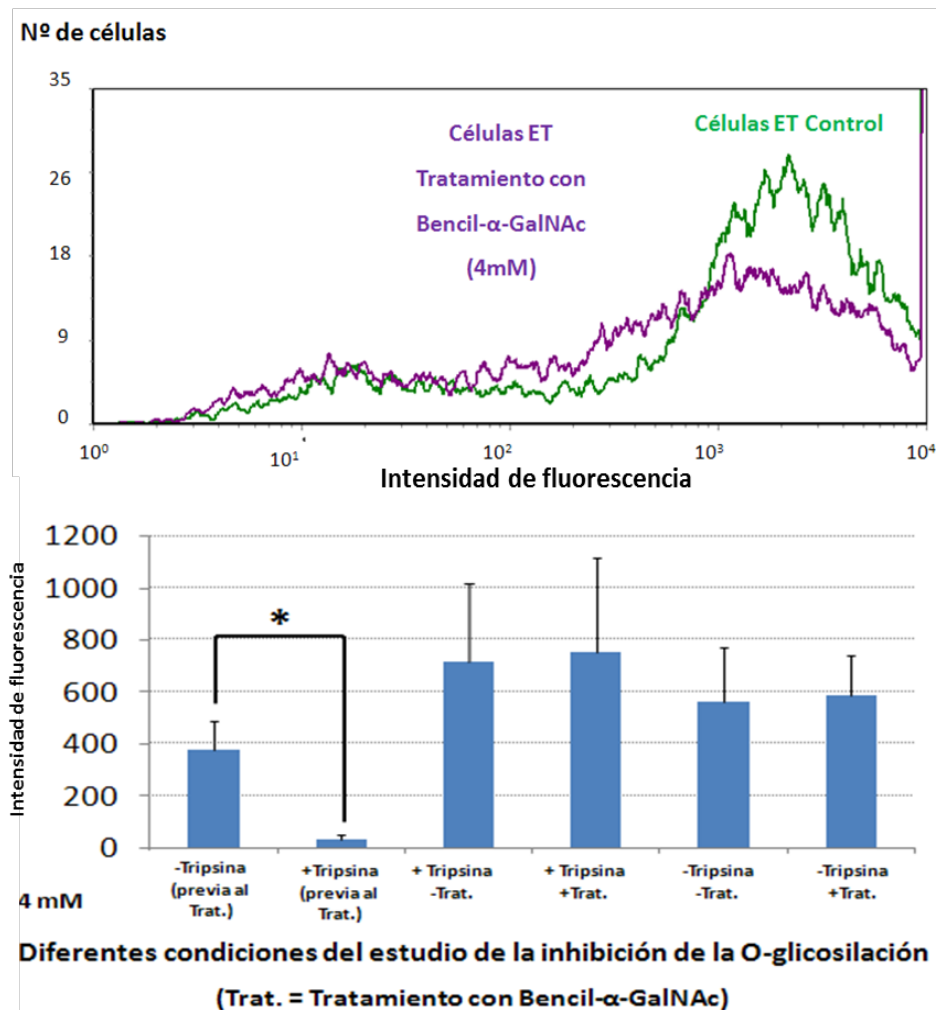 Nº de células
35
26
18
9
0
Células ET
Tratamiento con
Bencil-α-GalNAc
(4mM)
Células ET Control
10⁰
10¹
10²
10³
10⁴
Intensidad de fluorescencia
Intensidad de fluorescencia
1200
1000
800
600
400
200
0
*
4 mM
-Tripsina
(previa al
Trat.)
+Tripsina
(previa al
Trat.)
+ Tripsina
-Trat.
+ Tripsina
+Trat.
-Tripsina
-Trat.
-Tripsina
+Trat.
Diferentes condiciones del estudio de la inhibición de la O-glicosilación
(Trat. = Tratamiento con Bencil-α-GalNAc)